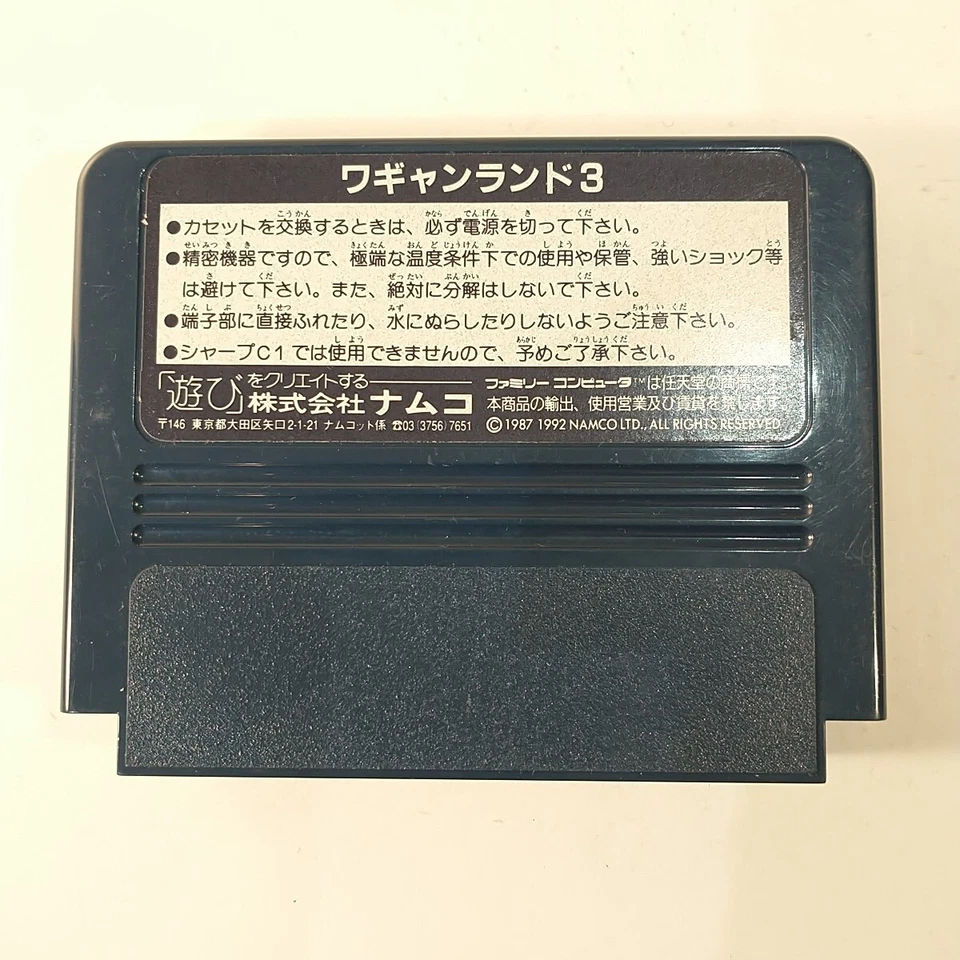 ワギャンランド3
●カセットを交換するときは、必ず電源を切って下さい。
●精密機器ですので、極端な温度条件下での使用や保管、強いショック等
は避けて下さい。また、絶対に分解はしないで下さい。
●端子部に直接ふれたり、水にぬらしたりしないようご注意下さい。
●シャープC1では使用できませんので、予めご了承下さい。
「遊び」をクリエイトする
株式会社ナムコ
〒146 東京都大田区矢口2-1-21 ナムコット係 ☎03(3756)7651
ファミリーコンピュータ™は任天堂の商標です。
本商品の輸出、使用営業及び賃貸を禁じます。
©1987 1992 NAMCO LTD., ALL RIGHTS RESERVED